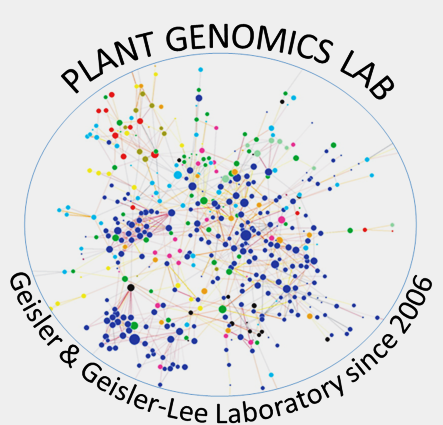 PLANT GENOMICS LAB
Geisler & Geisler-Lee Laboratory since 2006